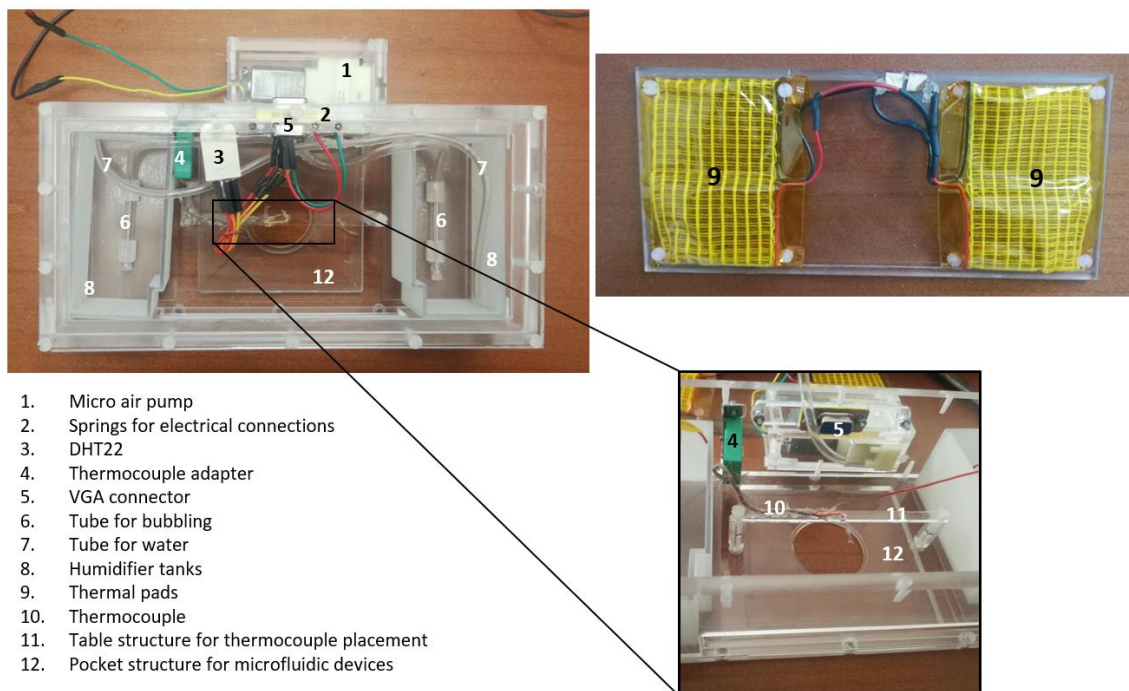 1
2
5
4
3
7
7
6
6
8
8
12
9
9
4
5
10
11
12
1. Micro air pump
2. Springs for electrical connections
3. DHT22
4. Thermocouple adapter
5. VGA connector
6. Tube for bubbling
7. Tube for water
8. Humidifier tanks
9. Thermal pads
10. Thermocouple
11. Table structure for thermocouple placement
12. Pocket structure for microfluidic devices